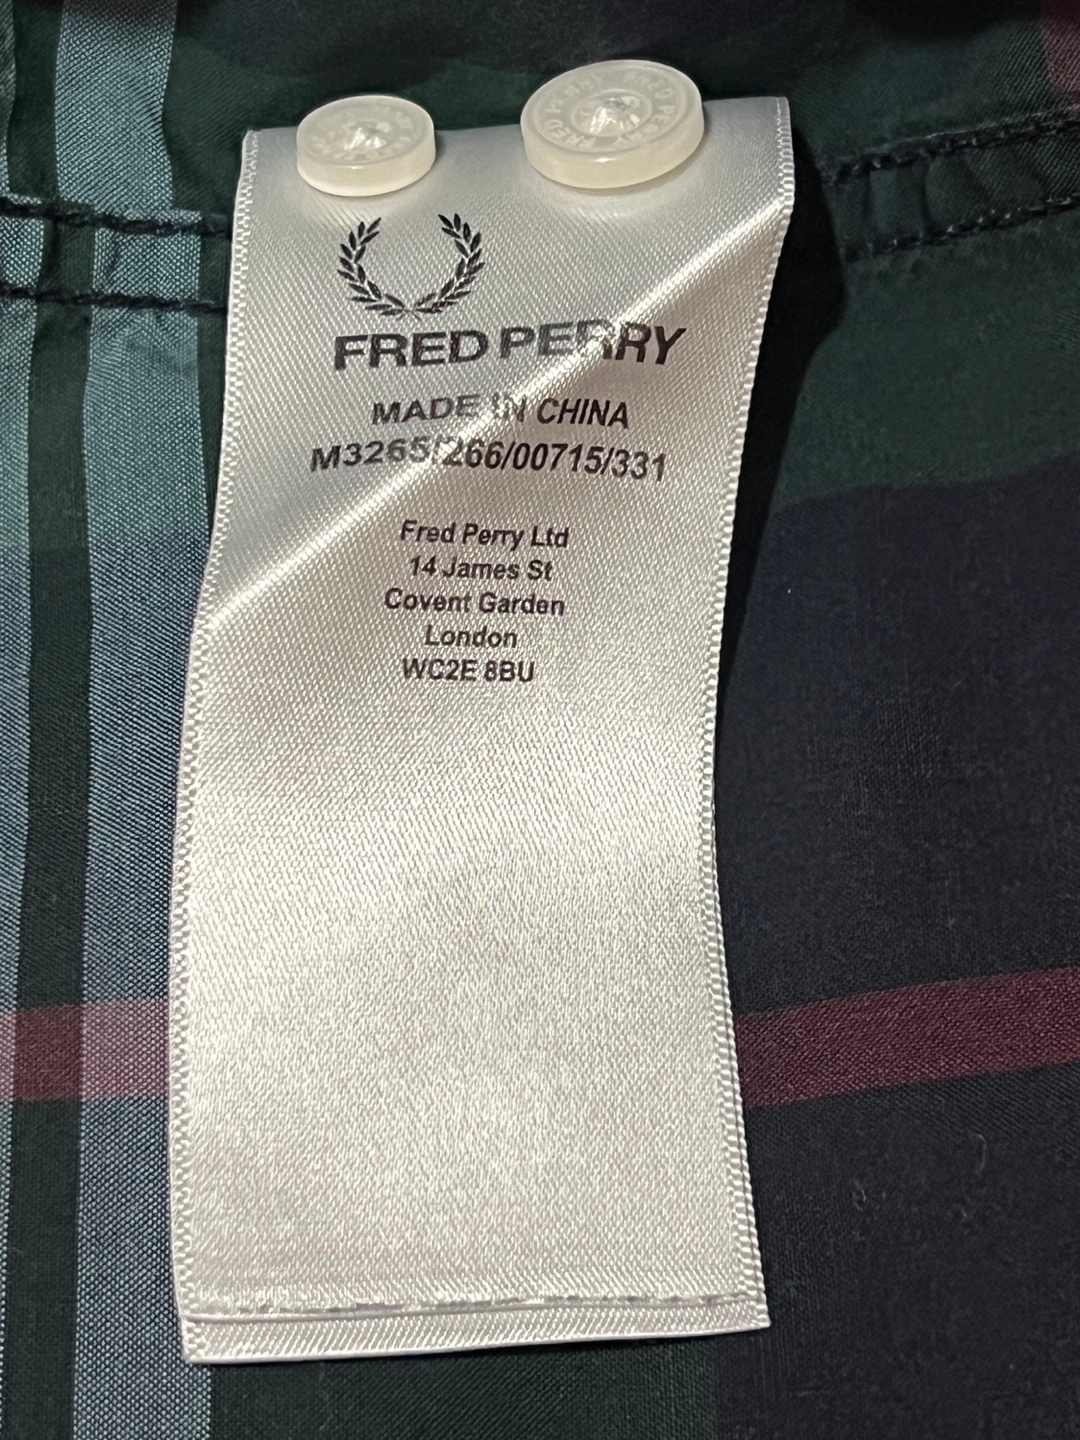 FRED PERRY
MADE IN CHINA
M3265/266/00715/331
Fred Perry Ltd
14 James St
Covent Garden
London
WC2E 8BU